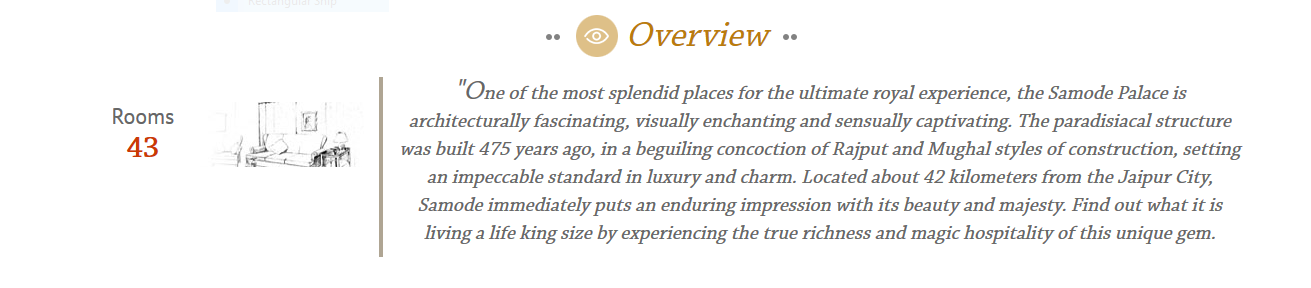 Rectangular Snip
Overview
Rooms
43
"One of the most splendid places for the ultimate royal experience, the Samode Palace is
architecturally fascinating, visually enchanting and sensually captivating. The paradisiacal structure
was built 475 years ago, in a beguiling concoction of Rajput and Mughal styles of construction, setting
an impeccable standard in luxury and charm. Located about 42 kilometers from the Jaipur City,
Samode immediately puts an enduring impression with its beauty and majesty. Find out what it is
living a life king size by experiencing the true richness and magic hospitality of this unique gem.